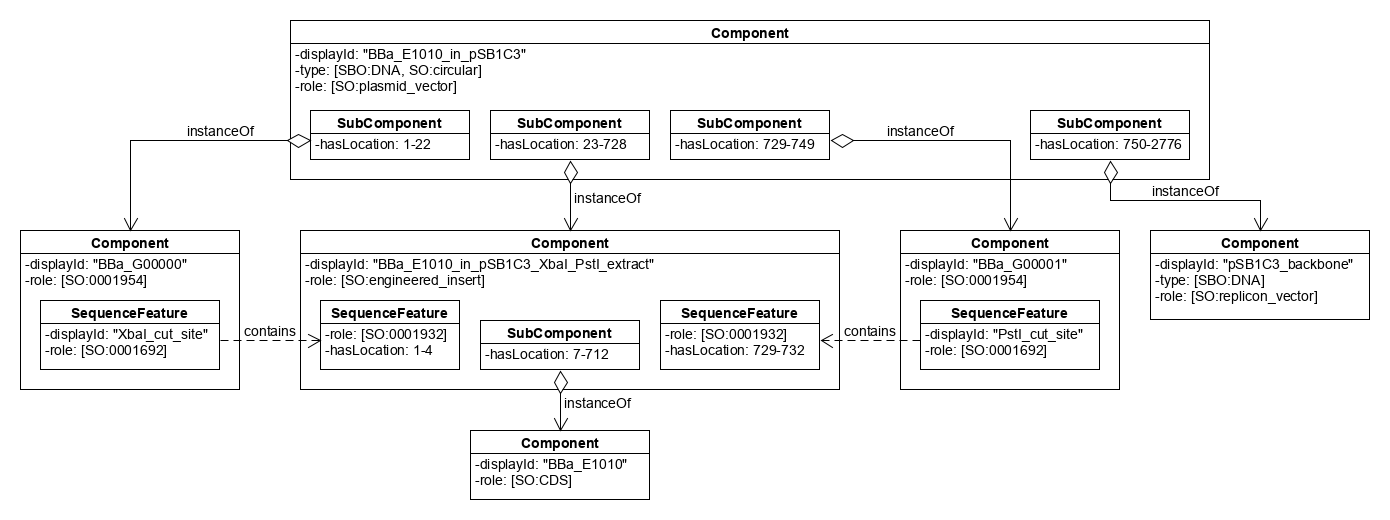 Component
-displayId: "BBa_E1010_in_pSB1C3"
-type: [SBO:DNA, SO:circular]
-role: [SO:plasmid_vector]
SubComponent
-hasLocation: 1-22
SubComponent
-hasLocation: 23-728
SubComponent
-hasLocation: 729-749
SubComponent
-hasLocation: 750-2776
instanceOf
instanceOf
instanceOf
instanceOf
Component
-displayId: "BBa_G00000"
-role: [SO:0001954]
SequenceFeature
-displayId: "XbaI_cut_site"
-role: [SO:0001692]
contains
Component
-displayId: "BBa_E1010_in_pSB1C3_XbaI_PstI_extract"
-role: [SO:engineered_insert]
SequenceFeature
-role: [SO:0001932]
-hasLocation: 1-4
SubComponent
-hasLocation: 7-712
SequenceFeature
-role: [SO:0001932]
-hasLocation: 729-732
contains
Component
-displayId: "BBa_G00001"
-role: [SO:0001954]
SequenceFeature
-displayId: "PstI_cut_site"
-role: [SO:0001692]
Component
-displayId: "pSB1C3_backbone"
-type: [SBO:DNA]
-role: [SO:replicon_vector]
instanceOf
Component
-displayId: "BBa_E1010"
-role: [SO:CDS]